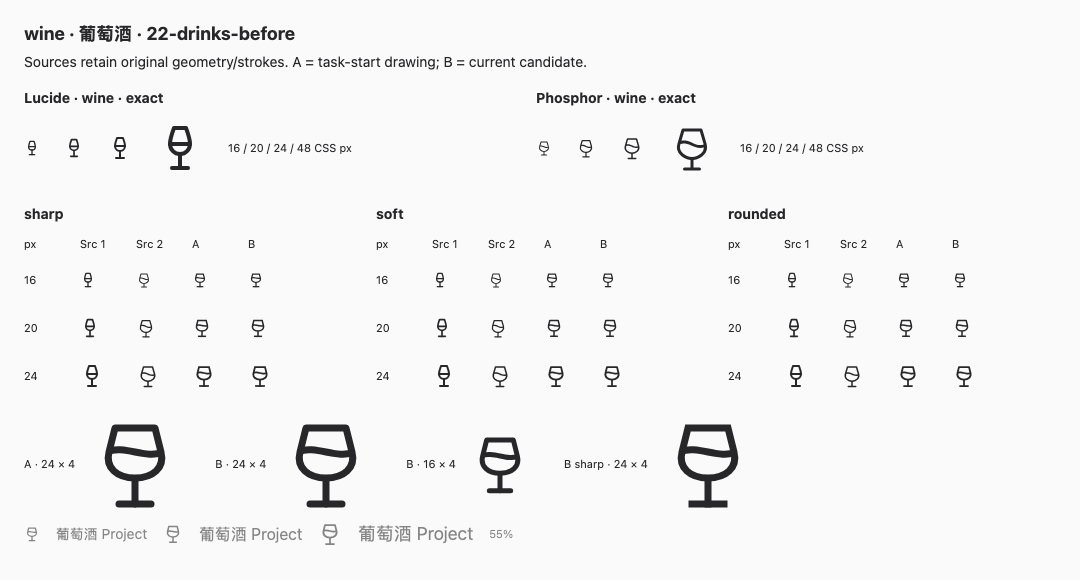 wine · 葡萄酒 · 22-drinks-before
Sources retain original geometry/strokes. A = task-start drawing; B = current candidate.
Lucide · wine · exact
Phosphor · wine · exact
16 / 20 / 24 / 48 CSS px
16 / 20 / 24 / 48 CSS px
sharp
soft
rounded
px Src 1 Src 2 A B
px Src 1 Src 2 A B
px Src 1 Src 2 A B
16
16
16
20
20
20
24
24
24
A · 24 × 4
B · 24 × 4
B · 16 × 4
B sharp · 24 × 4
葡萄酒 Project
葡萄酒 Project
葡萄酒 Project
55%